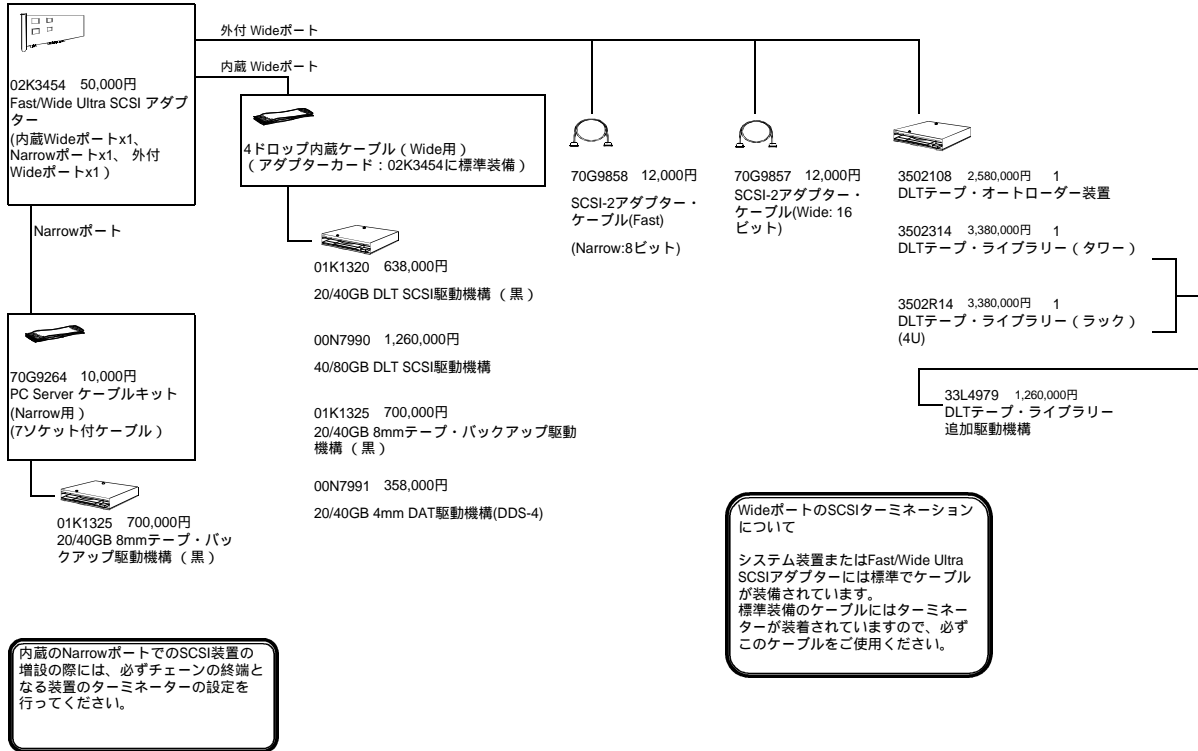 外付 Wideポート
内蔵 Wideポート
02K3454 50,000円
Fast/Wide Ultra SCSI アダプ
ター
(内蔵Wideポートx1、
Narrowポートx1、 外付
Wideポートx1 )
4ドロップ内蔵ケーブル ( Wide用 )
( アダプターカード : 02K3454に標準装備 )
70G9858 12,000円
SCSI-2アダプター・
ケーブル(Fast)
(Narrow:8ビット)
70G9857 12,000円
SCSI-2アダプター・
ケーブル(Wide: 16
ビット)
3502108 2,580,000円 1
DLTテープ・オートローダー装置
3502314 3,380,000円 1
DLTテープ・ライブラリー ( タワー )
3502R14 3,380,000円 1
DLTテープ・ライブラリー ( ラック )
(4U)
33L4979 1,260,000円
DLTテープ・ライブラリー
追加駆動機構
Narrowポート
01K1320 638,000円
20/40GB DLT SCSI駆動機構 ( 黒 )
00N7990 1,260,000円
40/80GB DLT SCSI駆動機構
01K1325 700,000円
20/40GB 8mmテープ・バックアップ駆動
機構 ( 黒 )
00N7991 358,000円
20/40GB 4mm DAT駆動機構(DDS-4)
70G9264 10,000円
PC Server ケーブルキット
(Narrow用 )
(7ソケット付ケーブル )
01K1325 700,000円
20/40GB 8mmテープ・バッ
クアップ駆動機構 ( 黒 )
WideポートのSCSIターミネーション
について
システム装置またはFast/Wide Ultra
SCSIアダプターには標準でケーブル
が装備されています。
標準装備のケーブルにはターミネー
ターが装着されていますので、必ず
このケーブルをご使用ください。
内蔵のNarrowポートでのSCSI装置の
増設の際には、必ずチェーンの終端と
なる装置のターミネーターの設定を
行ってください。